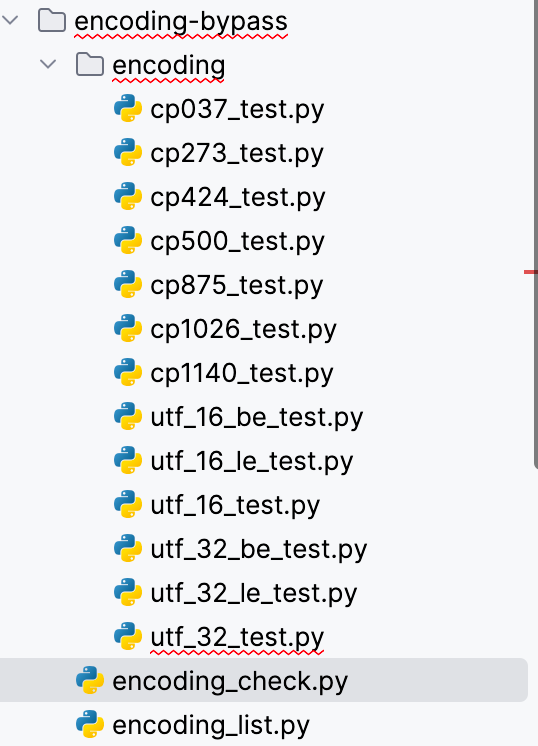 encoding-bypass
encoding
cp037_test.py
cp273_test.py
cp424_test.py
cp500_test.py
cp875_test.py
cp1026_test.py
cp1140_test.py
utf_16_be_test.py
utf_16_le_test.py
utf_16_test.py
utf_32_be_test.py
utf_32_le_test.py
utf_32_test.py
encoding_check.py
encoding_list.py